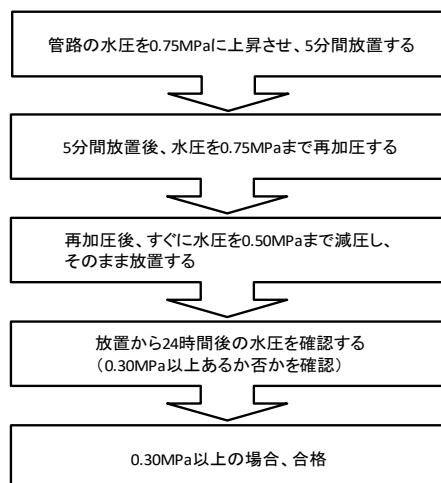 管路の水圧を0.75MPaに上昇させ、5分間放置する
5分間放置後、水圧を0.75MPaまで再加圧する
再加圧後、すぐに水圧を0.50MPaまで減圧し、
そのまま放置する
放置から24時間後の水圧を確認する
（0.30MPa以上あるか否かを確認）
0.30MPa以上の場合、合格